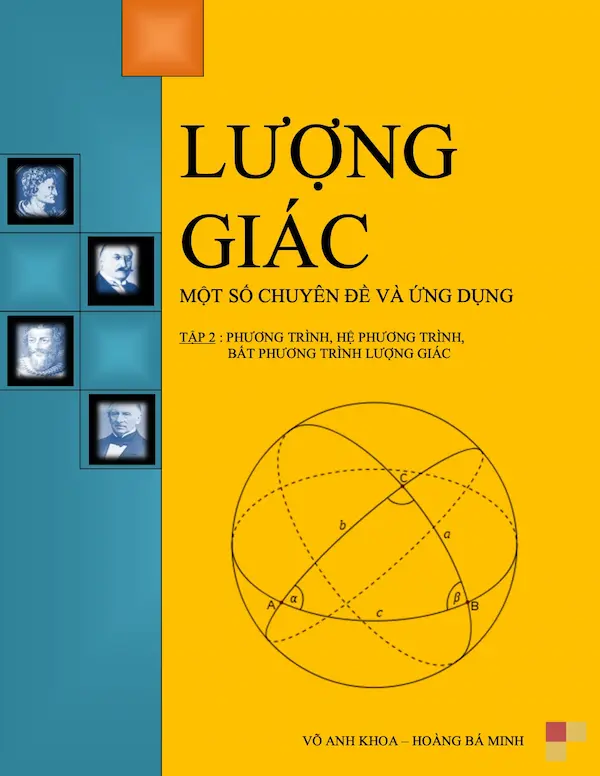 LƯỢNG
GIÁC
MỘT SỐ CHUYÊN ĐỀ VÀ ỨNG DỤNG
TẬP 2 : PHƯƠNG TRÌNH, HỆ PHƯƠNG TRÌNH,
BẤT PHƯƠNG TRÌNH LƯỢNG GIÁC
C
b
a
A
α
β
B
c
VÕ ANH KHOA – HOÀNG BÁ MINH